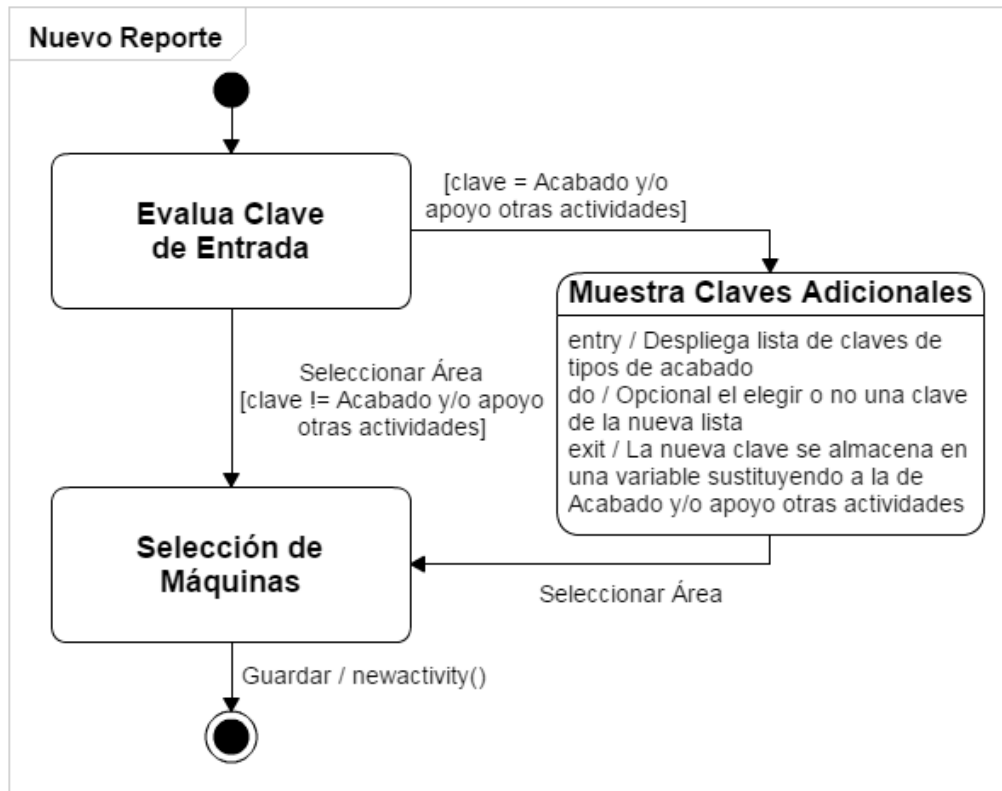 Nuevo Reporte
Evalua Clave
de Entrada
[clave = Acabado y/o
apoyo otras actividades]
Muestra Claves Adicionales
entry / Despliega lista de claves de
tipos de acabado
do / Opcional el elegir o no una clave
de la nueva lista
exit / La nueva clave se almacena en
una variable sustituyendo a la de
Acabado y/o apoyo otras actividades
Seleccionar Área
[clave != Acabado y/o apoyo
otras actividades]
Selección de
Máquinas
Seleccionar Área
Guardar / newactivity()